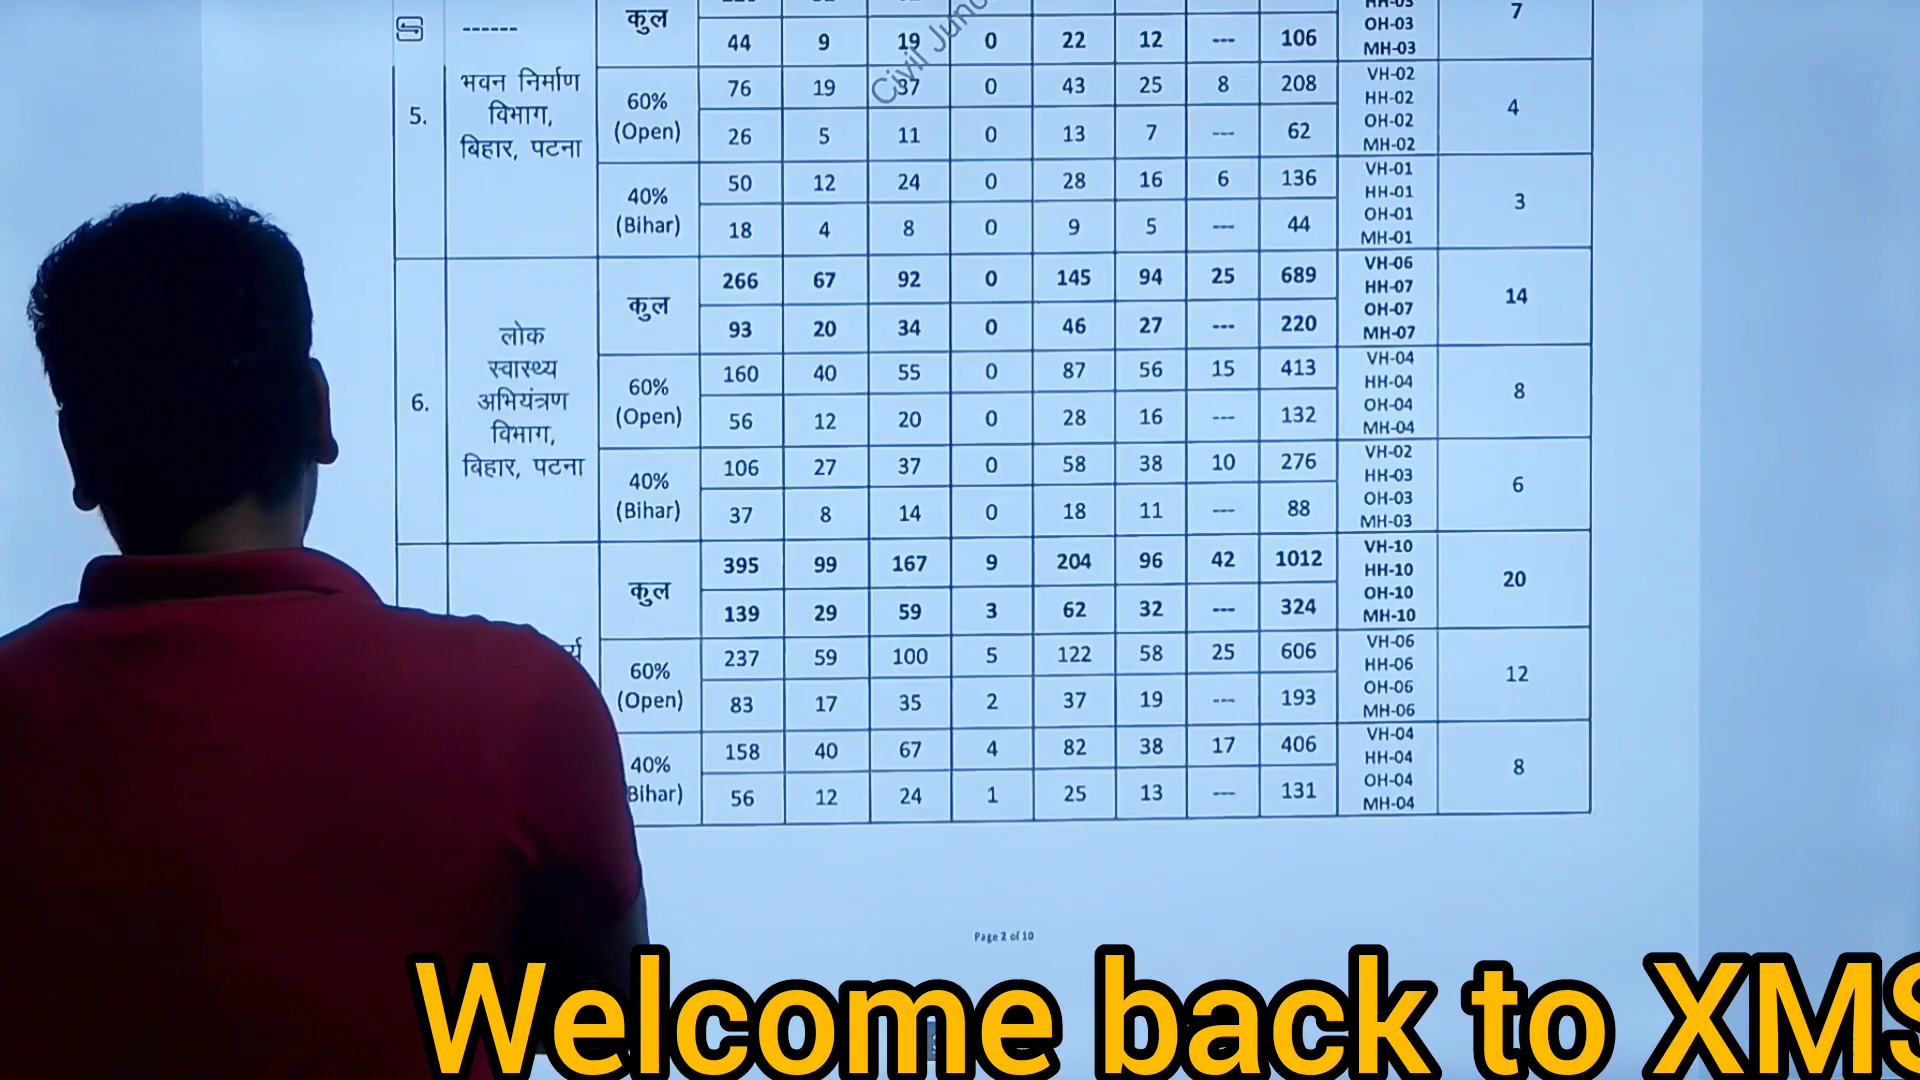 कुल
HH-03
OH-03
MH-03
7
44 9 19 0 22 12 --- 106
Civil
5.
------
भवन निर्माण
विभाग,
बिहार, पटना
60%
(Open)
76 19 37 0 43 25 8 208
26 5 11 0 13 7 --- 62
VH-02
HH-02
OH-02
MH-02
4
40%
(Bihar)
50 12 24 0 28 16 6 136
18 4 8 0 9 5 --- 44
VH-01
HH-01
OH-01
MH-01
3
6.
लोक
स्वास्थ्य
अभियंत्रण
विभाग,
बिहार, पटना
कुल
266 67 92 0 145 94 25 689
93 20 34 0 46 27 --- 220
VH-06
HH-07
OH-07
MH-07
14
60%
(Open)
160 40 55 0 87 56 15 413
56 12 20 0 28 16 --- 132
VH-04
HH-04
OH-04
MH-04
8
40%
(Bihar)
106 27 37 0 58 38 10 276
37 8 14 0 18 11 --- 88
VH-02
HH-03
OH-03
MH-03
6
कुल
395 99 167 9 204 96 42 1012
139 29 59 3 62 32 --- 324
VH-10
HH-10
OH-10
MH-10
20
60%
(Open)
237 59 100 5 122 58 25 606
83 17 35 2 37 19 --- 193
VH-06
HH-06
OH-06
MH-06
12
40%
Bihar)
158 40 67 4 82 38 17 406
56 12 24 1 25 13 --- 131
VH-04
HH-04
OH-04
MH-04
8
Page 2 of 10
Welcome back to XMS